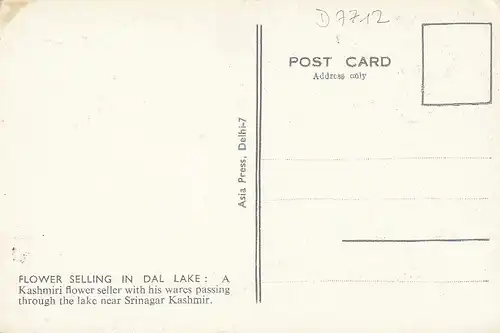 D7712
POST CARD
Address only
Asia Press, Delhi-7
FLOWER SELLING IN DAL LAKE : A
Kashmiri flower seller with his wares passing
through the lake near Srinagar Kashmir.